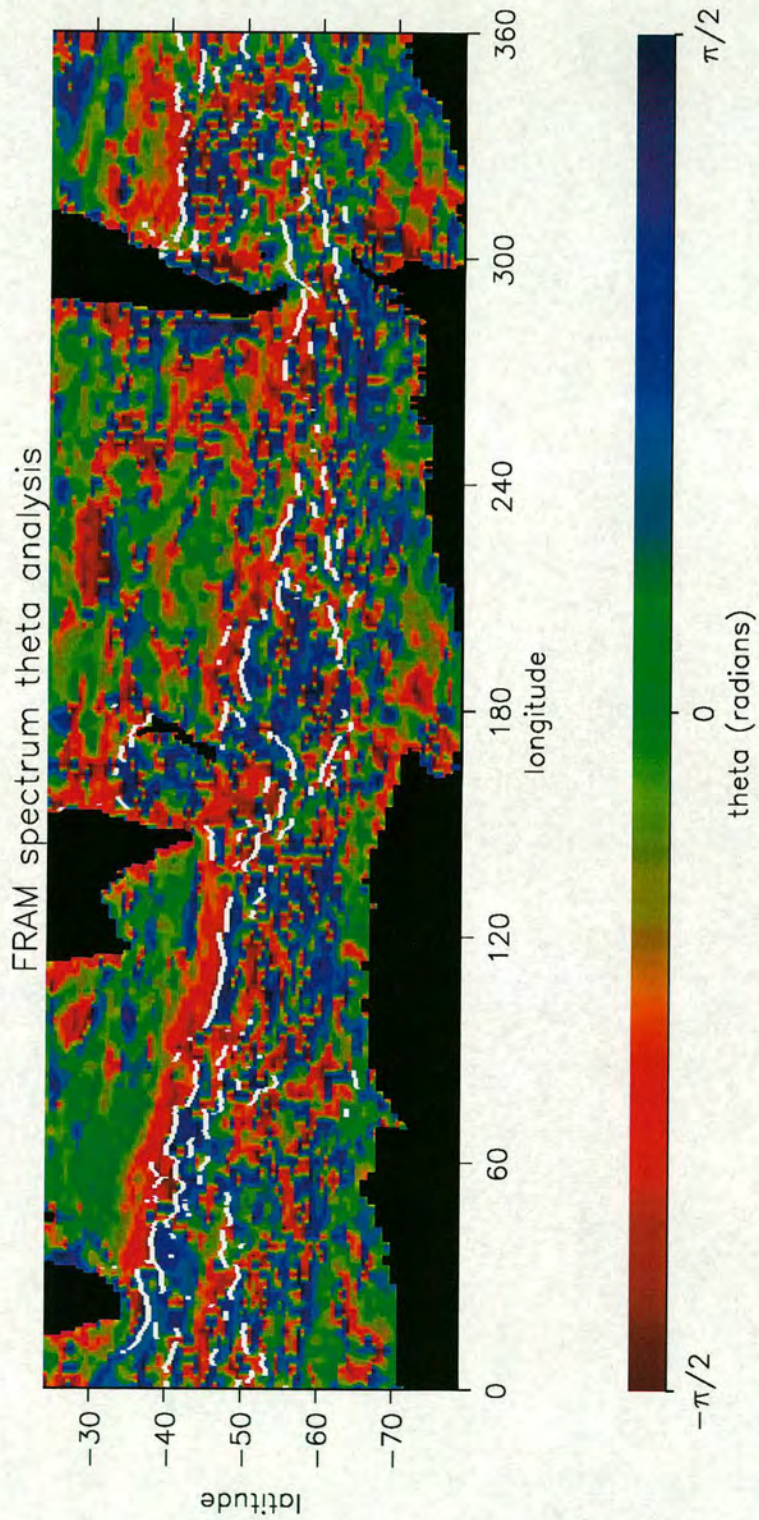 FRAM spectrum theta analysis
latitude
-30
-40
-50
-60
-70
0
60
120
180
240
300
360
longitude
-π/2
0
π/2
theta (radians)